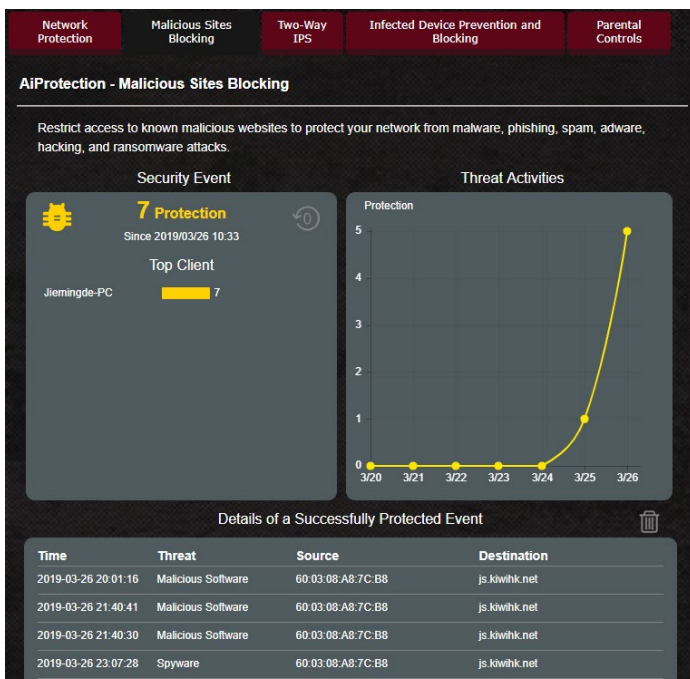 Network Protection
Malicious Sites Blocking
Two-Way IPS
Infected Device Prevention and Blocking
Parental Controls
AiProtection - Malicious Sites Blocking
Restrict access to known malicious websites to protect your network from malware, phishing, spam, adware,
hacking, and ransomware attacks.
Security Event
7 Protection
0
Since 2019/03/26 10:33
Top Client
Jiemingde-PC 7
Threat Activities
Protection
5
4
3
2
1
0
3/20 3/21 3/22 3/23 3/24 3/25 3/26
Details of a Successfully Protected Event
Time Threat Source Destination
2019-03-26 20:01:16 Malicious Software 60:03:08:A8:7C:B8 js.kiwihk.net
2019-03-26 21:40:41 Malicious Software 60:03:08:A8:7C:B8 js.kiwihk.net
2019-03-26 21:40:30 Malicious Software 60:03:08:A8:7C:B8 js.kiwihk.net
2019-03-26 23:07:28 Spyware 60:03:08:A8:7C:B8 js.kiwihk.net